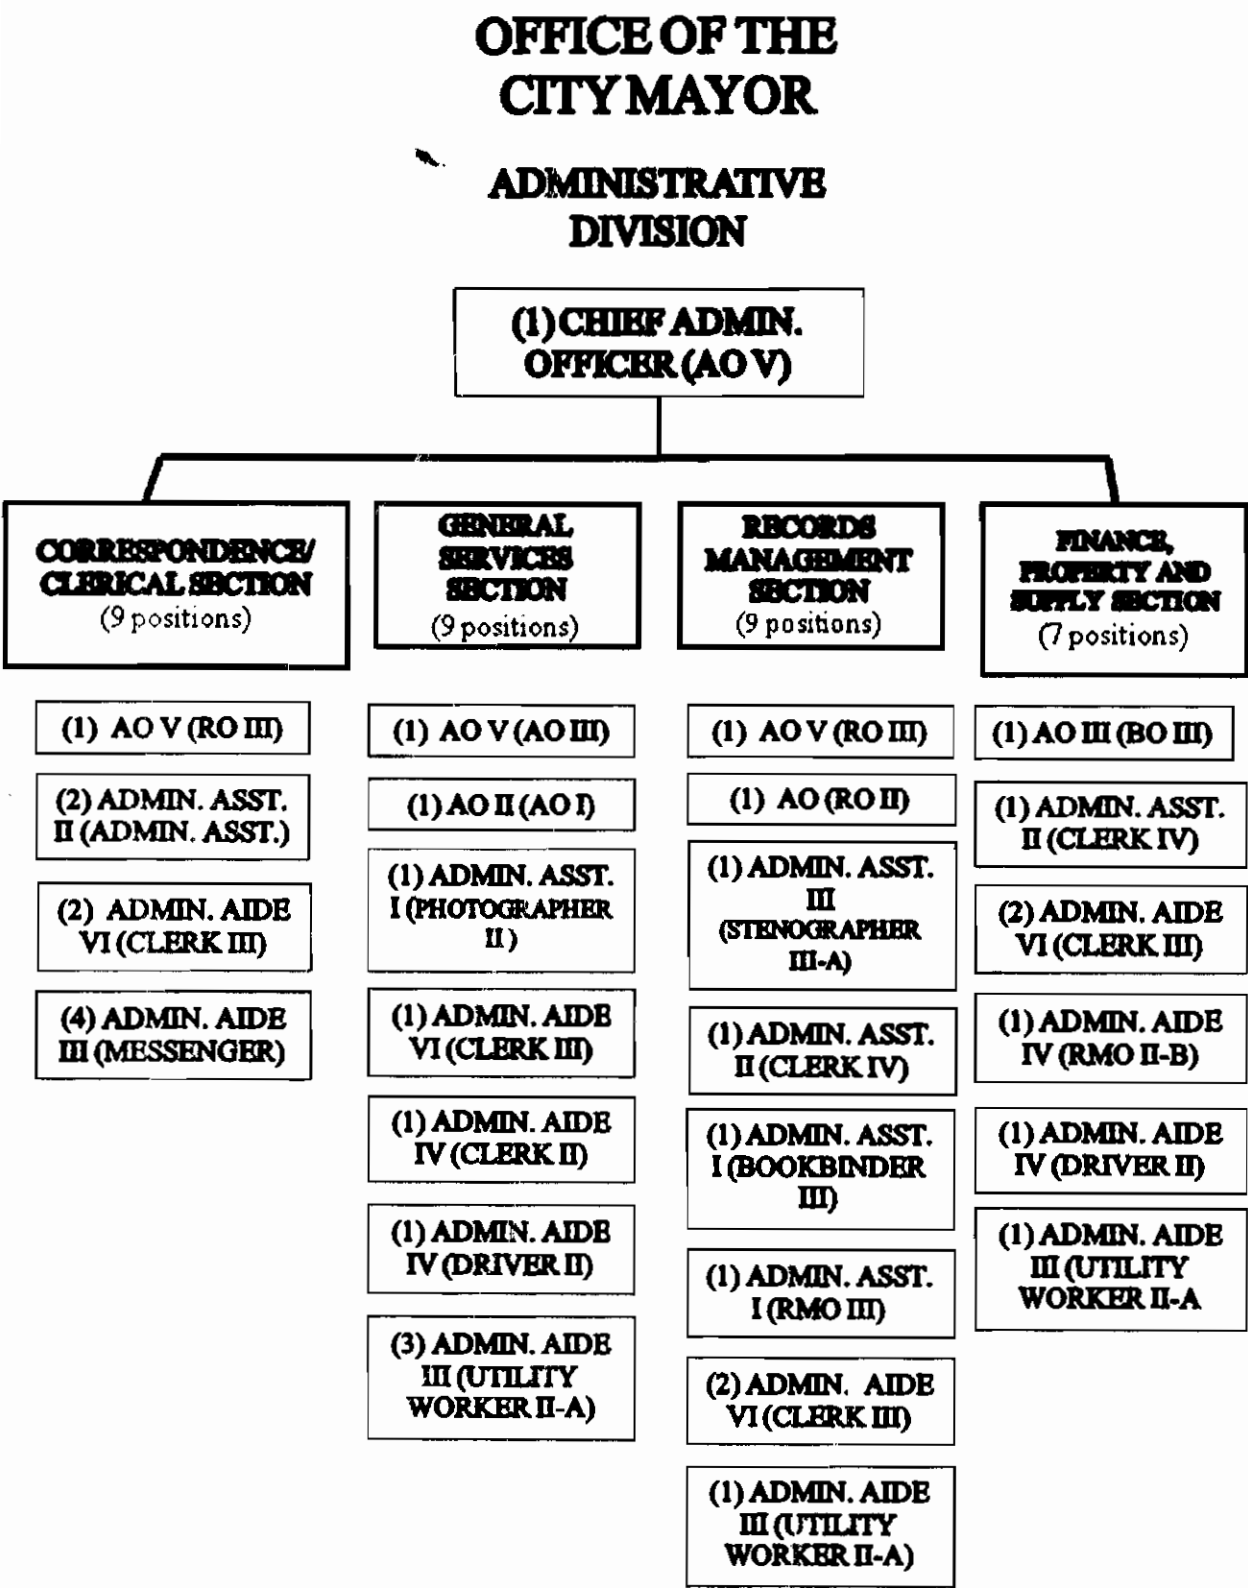 OFFICE OF THE
CITY MAYOR
ADMINISTRATIVE
DIVISION
(1) CHIEF ADMIN.
OFFICER (AO V)
CORRESPONDENCE/
CLERICAL SECTION
(9 positions)
(1) AO V (RO III)
(2) ADMIN. ASST.
II (ADMIN. ASST.)
(2) ADMIN. AIDE
VI (CLERK III)
(4) ADMIN. AIDE
III (MESSENGER)
GENERAL
SERVICES
SECTION
(9 positions)
(1) AO V (AO III)
(1) AO II (AO I)
(1) ADMIN. ASST.
I (PHOTOGRAPHER
II)
(1) ADMIN. AIDE
VI (CLERK III)
(1) ADMIN. AIDE
IV (CLERK II)
(1) ADMIN. AIDE
IV (DRIVER II)
(3) ADMIN. AIDE
III (UTILITY
WORKER II-A)
RECORDS
MANAGEMENT
SECTION
(9 positions)
(1) AO V (RO III)
(1) AO (RO II)
(1) ADMIN. ASST.
III
(STENOGRAPHER
III-A)
(1) ADMIN. ASST.
II (CLERK IV)
(1) ADMIN. ASST.
I (BOOKBINDER
III)
(1) ADMIN. ASST.
I (RMO III)
(2) ADMIN. AIDE
VI (CLERK III)
(1) ADMIN. AIDE
III (UTILITY
WORKER II-A)
FINANCE,
PROPERTY AND
SUPPLY SECTION
(7 positions)
(1) AO III (BO III)
(1) ADMIN. ASST.
II (CLERK IV)
(2) ADMIN. AIDE
VI (CLERK III)
(1) ADMIN. AIDE
IV (RMO II-B)
(1) ADMIN. AIDE
IV (DRIVER II)
(1) ADMIN. AIDE
III (UTILITY
WORKER II-A